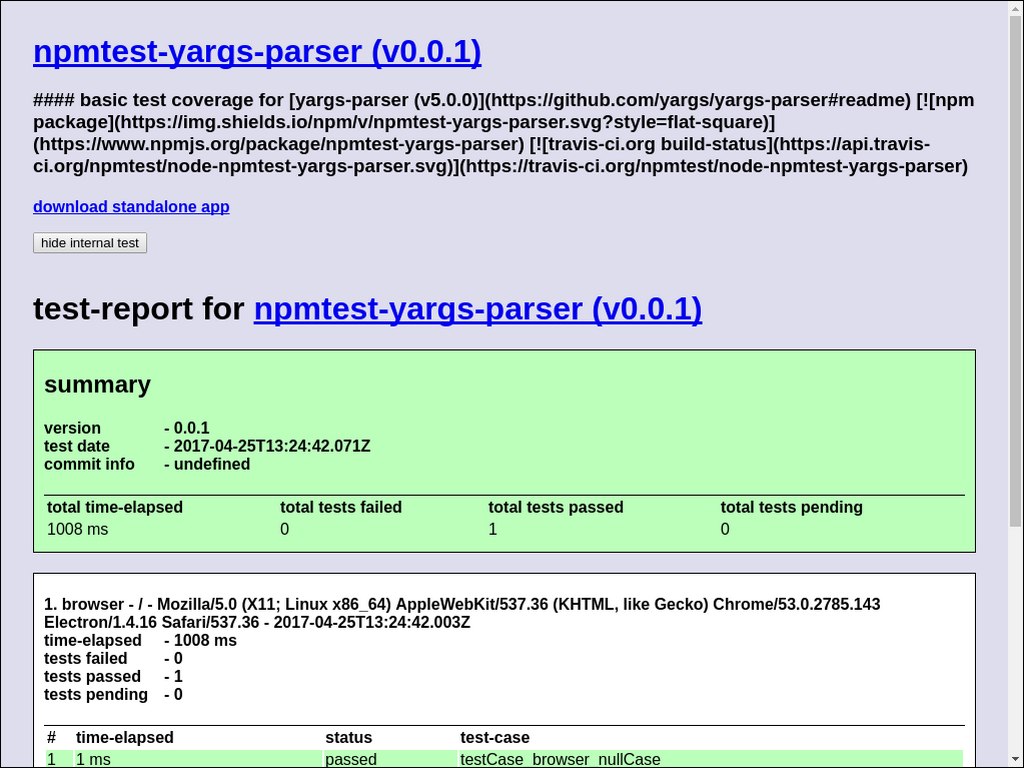 npmtest-yargs-parser (v0.0.1)
#### basic test coverage for [yargs-parser (v5.0.0)](https://github.com/yargs/yargs-parser#readme) [![npm
package](https://img.shields.io/npm/v/npmtest-yargs-parser.svg?style=flat-square)]
(https://www.npmjs.org/package/npmtest-yargs-parser) [![travis-ci.org build-status](https://api.travis-
ci.org/npmtest/node-npmtest-yargs-parser.svg)](https://travis-ci.org/npmtest/node-npmtest-yargs-parser)
download standalone app
hide internal test
test-report for npmtest-yargs-parser (v0.0.1)
summary
version - 0.0.1
test date - 2017-04-25T13:24:42.071Z
commit info - undefined
total time-elapsed total tests failed total tests passed total tests pending
1008 ms 0 1 0
1. browser - / - Mozilla/5.0 (X11; Linux x86_64) AppleWebKit/537.36 (KHTML, like Gecko) Chrome/53.0.2785.143
Electron/1.4.16 Safari/537.36 - 2017-04-25T13:24:42.003Z
time-elapsed - 1008 ms
tests failed - 0
tests passed - 1
tests pending - 0
# time-elapsed status test-case
1 1 ms passed testCase_browser_nullCase